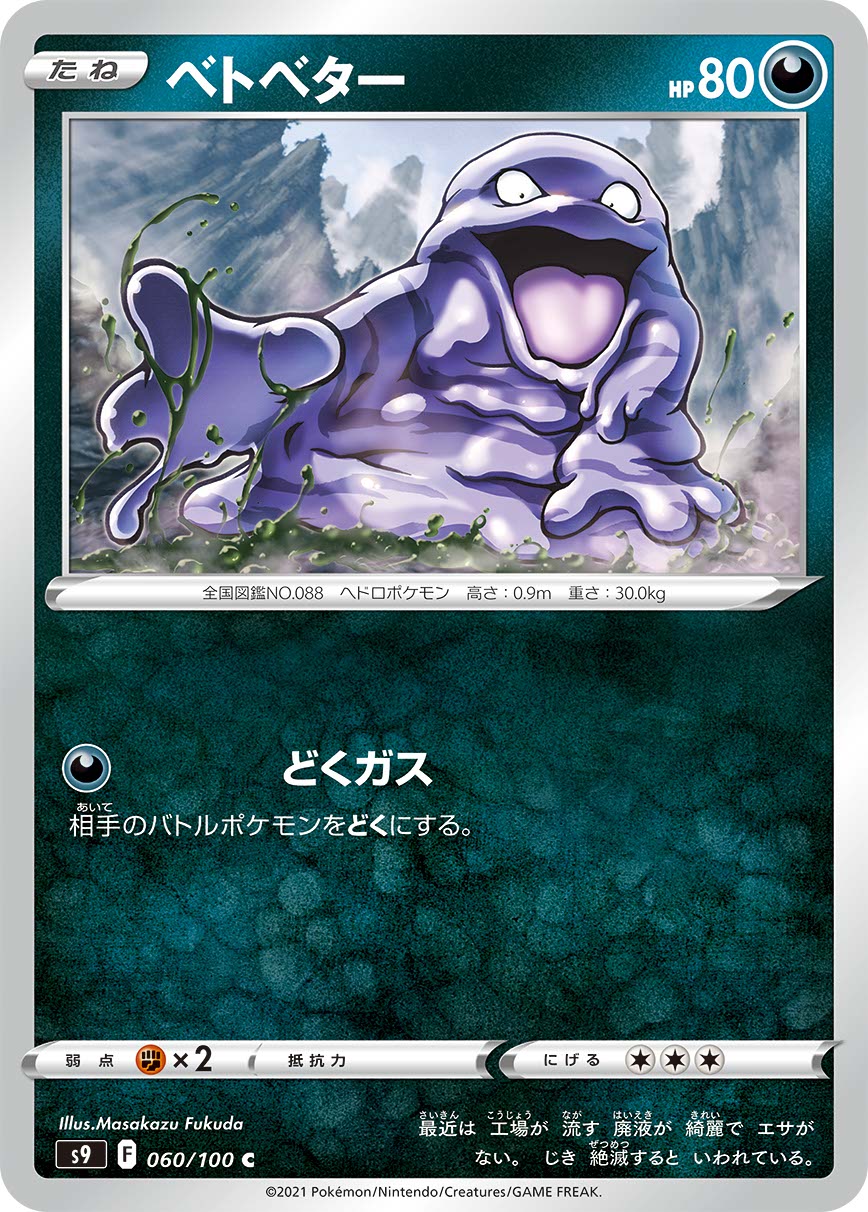 たね ベトベター HP 80
全国図鑑NO.088 ヘドロポケモン 高さ:0.9m 重さ:30.0kg
どくガス
あいて
相手のバトルポケモンをどくにする。
弱点 ×2 抵抗力 にげる
Illus.Masakazu Fukuda
s9 F 060/100 C
さいきん こうじょう なが はいえき きれい
最近は 工場が 流す 廃液が 綺麗で エサが
ぜつめつ
ない。 じき 絶滅すると いわれている。
©2021 Pokémon/Nintendo/Creatures/GAME FREAK.